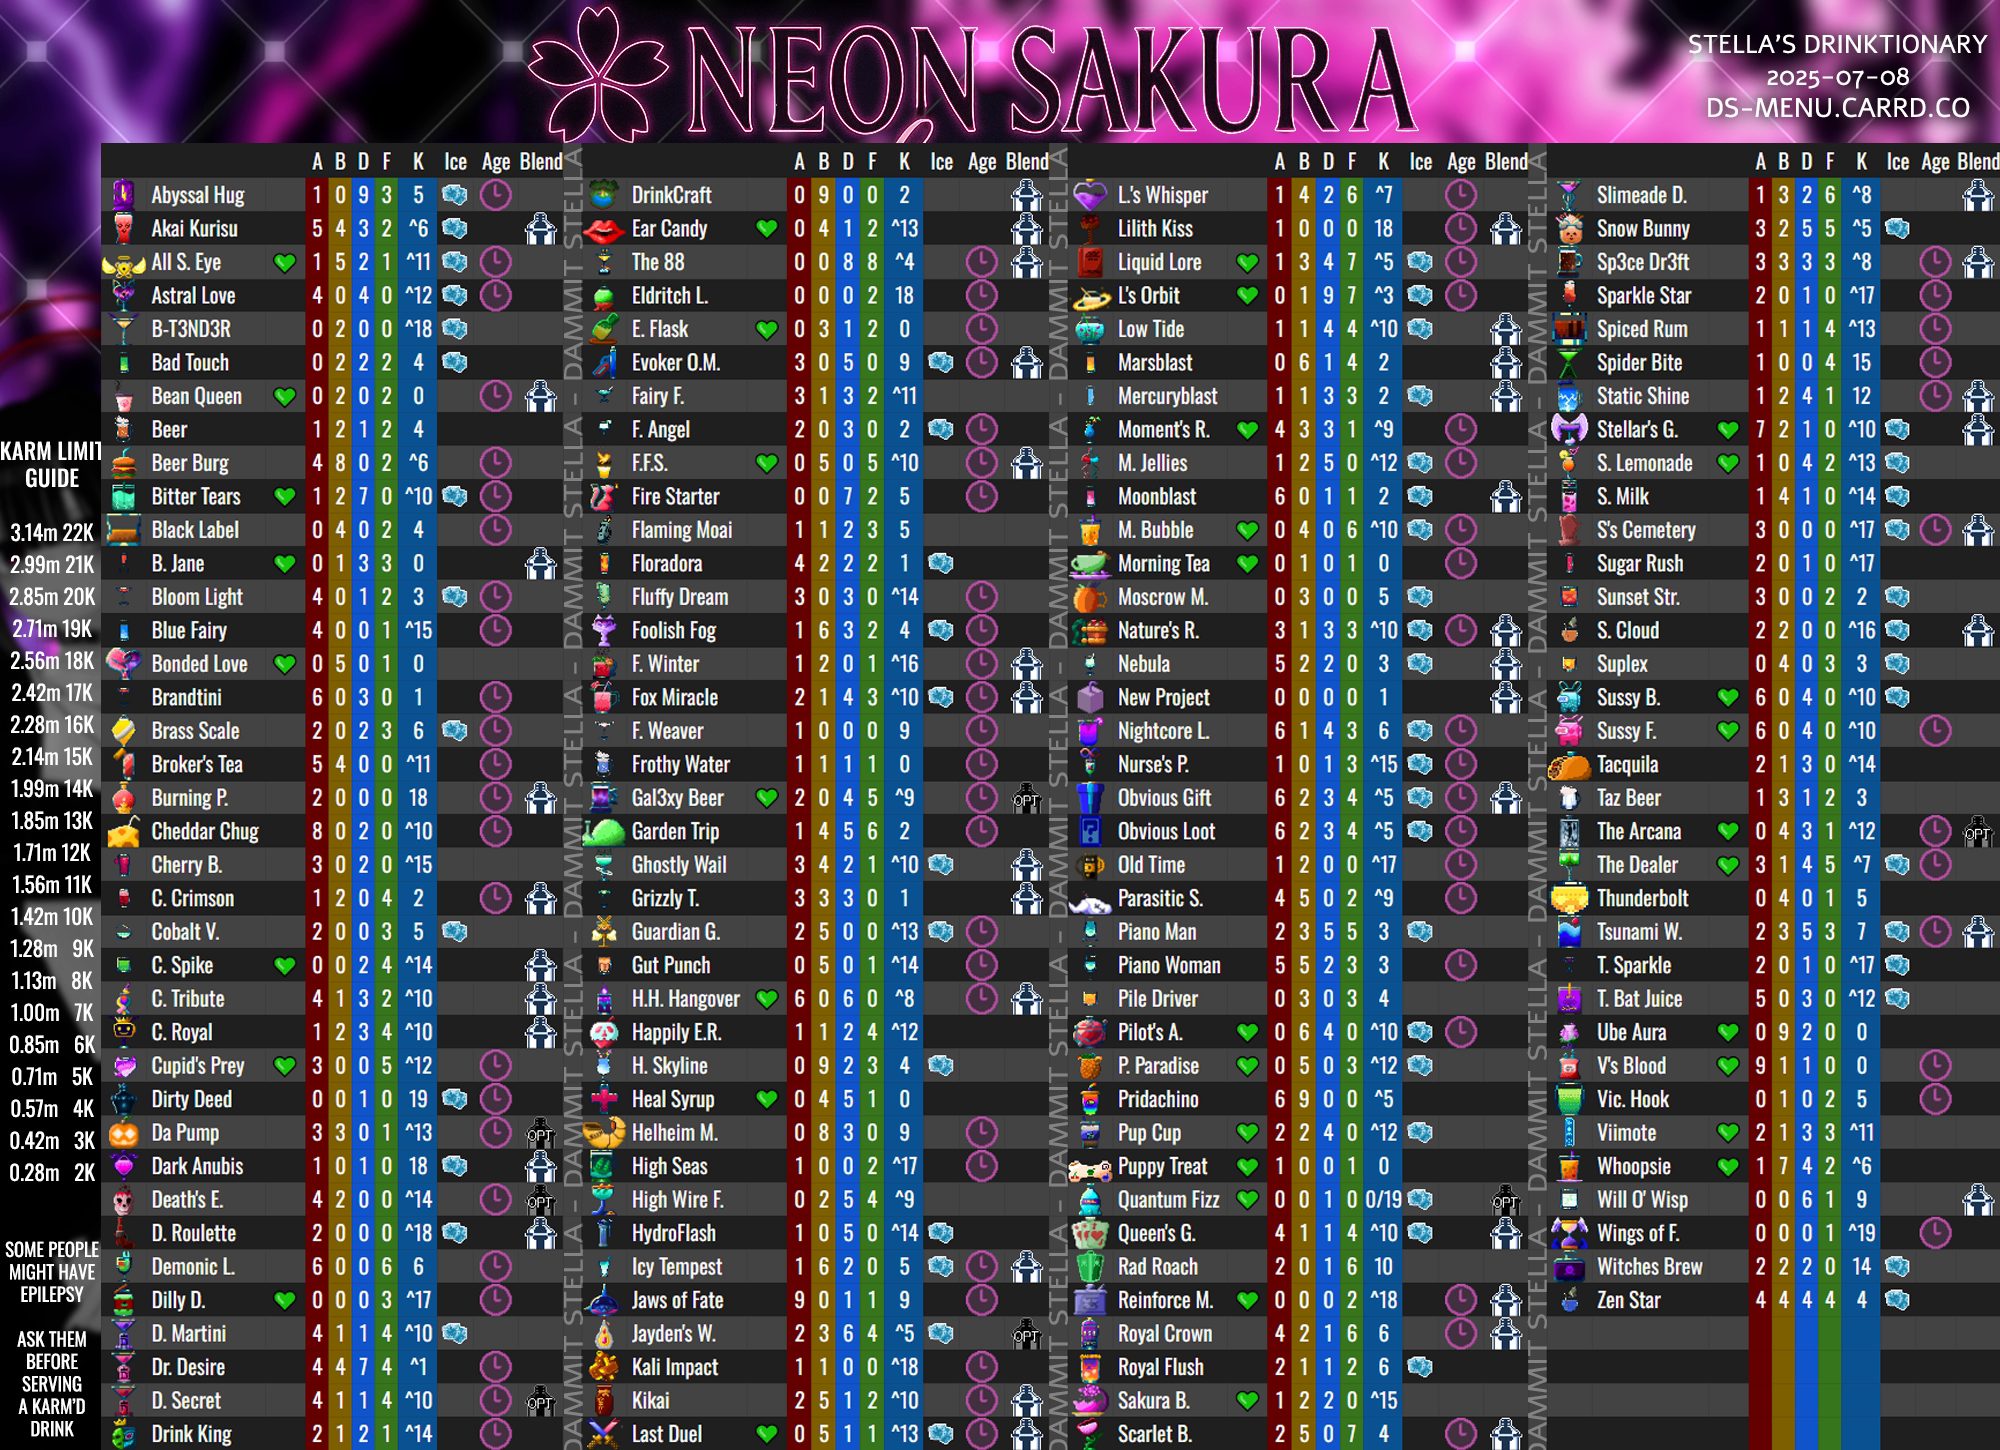 NEON SAKURA
STELLA'S DRINKTIONARY
2025-07-08
DS-MENU.CARRD.CO
KARM LIMIT
GUIDE
3.14m 22K
2.99m 21K
2.85m 20K
2.71m 19K
2.56m 18K
2.42m 17K
2.28m 16K
2.14m 15K
1.99m 14K
1.85m 13K
1.71m 12K
1.56m 11K
1.42m 10K
1.28m 9K
1.13m 8K
1.00m 7K
0.85m 6K
0.71m 5K
0.57m 4K
0.42m 3K
0.28m 2K
SOME PEOPLE
MIGHT HAVE
EPILEPSY
ASK THEM
BEFORE
SERVING
A KARM'D
DRINK
A B D F K Ice Age Blend
Abyssal Hug 1 0 9 3 5
Akai Kurisu 5 4 3 2 ^6
All S. Eye 1 5 2 1 ^11
Astral Love 4 0 4 0 ^12
B-T3ND3R 0 2 0 0 ^18
Bad Touch 0 2 2 2 4
Bean Queen 0 2 0 2 0
Beer 1 2 1 2 4
Beer Burg 4 8 0 2 ^6
Bitter Tears 1 2 7 0 ^10
Black Label 0 4 0 2 4
B. Jane 0 1 3 3 0
Bloom Light 4 0 1 2 3
Blue Fairy 4 0 0 1 ^15
Bonded Love 0 5 0 1 0
Brandtini 6 0 3 0 1
Brass Scale 2 0 2 3 6
Broker's Tea 5 4 0 0 ^11
Burning P. 2 0 0 0 18
Cheddar Chug 8 0 2 0 ^10
Cherry B. 3 0 2 0 ^15
C. Crimson 1 2 0 4 2
Cobalt V. 2 0 0 3 5
C. Spike 0 0 2 4 ^14
C. Tribute 4 1 3 2 ^10
C. Royal 1 2 3 4 ^10
Cupid's Prey 3 0 0 5 ^12
Dirty Deed 0 0 1 0 19
Da Pump 3 3 0 1 ^13 OPT
Dark Anubis 1 0 1 0 18
Death's E. 4 2 0 0 ^14 OPT
D. Roulette 2 0 0 0 ^18
Demonic L. 6 0 0 6 6
Dilly D. 0 0 0 3 ^17
D. Martini 4 1 1 4 ^10
Dr. Desire 4 4 7 4 ^1
D. Secret 4 1 1 4 ^10 OPT
Drink King 2 1 2 1 ^14
DAMMIT STELLA - DAMMIT STELLA - DAMMIT STELLA - DAMMIT STELLA
A B D F K Ice Age Blend
DrinkCraft 0 9 0 0 2
Ear Candy 0 4 1 2 ^13
The 88 0 0 8 8 ^4
Eldritch L. 0 0 0 2 18
E. Flask 0 3 1 2 0
Evoker O.M. 3 0 5 0 9
Fairy F. 3 1 3 2 ^11
F. Angel 2 0 3 0 2
F.F.S. 0 5 0 5 ^10
Fire Starter 0 0 7 2 5
Flaming Moai 1 1 2 3 5
Floradora 4 2 2 2 1
Fluffy Dream 3 0 3 0 ^14
Foolish Fog 1 6 3 2 4
F. Winter 1 2 0 1 ^16
Fox Miracle 2 1 4 3 ^10
F. Weaver 1 0 0 0 9
Frothy Water 1 1 1 1 0
Gal3xy Beer 2 0 4 5 ^9 OPT
Garden Trip 1 4 5 6 2
Ghostly Wail 3 4 2 1 ^10
Grizzly T. 3 3 3 0 1
Guardian G. 2 5 0 0 ^13
Gut Punch 0 5 0 1 ^14
H.H. Hangover 6 0 6 0 ^8
Happily E.R. 1 1 2 4 ^12
H. Skyline 0 9 2 3 4
Heal Syrup 0 4 5 1 0
Helheim M. 0 8 3 0 9
High Seas 1 0 0 2 ^17
High Wire F. 0 2 5 4 ^9
HydroFlash 1 0 5 0 ^14
Icy Tempest 1 6 2 0 5
Jaws of Fate 9 0 1 1 9
Jayden's W. 2 3 6 4 ^5 OPT
Kali Impact 1 1 0 0 ^18
Kikai 2 5 1 2 ^10
Last Duel 0 5 1 1 ^13
DAMMIT STELLA - DAMMIT STELLA - DAMMIT STELLA - DAMMIT STELLA
A B D F K Ice Age Blend
L.'s Whisper 1 4 2 6 ^7
Lilith Kiss 1 0 0 0 18
Liquid Lore 1 3 4 7 ^5
L's Orbit 0 1 9 7 ^3
Low Tide 1 1 4 4 ^10
Marsblast 0 6 1 4 2
Mercuryblast 1 1 3 3 2
Moment's R. 4 3 3 1 ^9
M. Jellies 1 2 5 0 ^12
Moonblast 6 0 1 1 2
M. Bubble 0 4 0 6 ^10
Morning Tea 0 1 0 1 0
Moscrow M. 0 3 0 0 5
Nature's R. 3 1 3 3 ^10
Nebula 5 2 2 0 3
New Project 0 0 0 0 1
Nightcore L. 6 1 4 3 6
Nurse's P. 1 0 1 3 ^15
Obvious Gift 6 2 3 4 ^5
Obvious Loot 6 2 3 4 ^5
Old Time 1 2 0 0 ^17
Parasitic S. 4 5 0 2 ^9
Piano Man 2 3 5 5 3
Piano Woman 5 5 2 3 3
Pile Driver 0 3 0 3 4
Pilot's A. 0 6 4 0 ^10
P. Paradise 0 5 0 3 ^12
Pridachino 6 9 0 0 ^5
Pup Cup 2 2 4 0 ^12
Puppy Treat 1 0 0 1 0
Quantum Fizz 0 0 1 0 0/19 OPT
Queen's G. 4 1 1 4 ^10
Rad Roach 2 0 1 6 10
Reinforce M. 0 0 0 2 ^18
Royal Crown 4 2 1 6 6
Royal Flush 2 1 1 2 6
Sakura B. 1 2 2 0 ^15
Scarlet B. 2 5 0 7 4
DAMMIT STELLA - DAMMIT STELLA - DAMMIT STELLA - DAMMIT STELLA
A B D F K Ice Age Blend
Slimeade D. 1 3 2 6 ^8
Snow Bunny 3 2 5 5 ^5
Sp3ce Dr3ft 3 3 3 3 ^8
Sparkle Star 2 0 1 0 ^17
Spiced Rum 1 1 1 4 ^13
Spider Bite 1 0 0 4 15
Static Shine 1 2 4 1 12
Stellar's G. 7 2 1 0 ^10
S. Lemonade 1 0 4 2 ^13
S. Milk 1 4 1 0 ^14
S's Cemetery 3 0 0 0 ^17
Sugar Rush 2 0 1 0 ^17
Sunset Str. 3 0 0 2 2
S. Cloud 2 2 0 0 ^16
Suplex 0 4 0 3 3
Sussy B. 6 0 4 0 ^10
Sussy F. 6 0 4 0 ^10
Tacquila 2 1 3 0 ^14
Taz Beer 1 3 1 2 3
The Arcana 0 4 3 1 ^12 OPT
The Dealer 3 1 4 5 ^7
Thunderbolt 0 4 0 1 5
Tsunami W. 2 3 5 3 7
T. Sparkle 2 0 1 0 ^17
T. Bat Juice 5 0 3 0 ^12
Ube Aura 0 9 2 0 0
V's Blood 9 1 1 0 0
Vic. Hook 0 1 0 2 5
Viimote 2 1 3 3 ^11
Whoopsie 1 7 4 2 ^6
Will O' Wisp 0 0 6 1 9
Wings of F. 0 0 0 1 ^19
Witches Brew 2 2 2 0 14
Zen Star 4 4 4 4 4